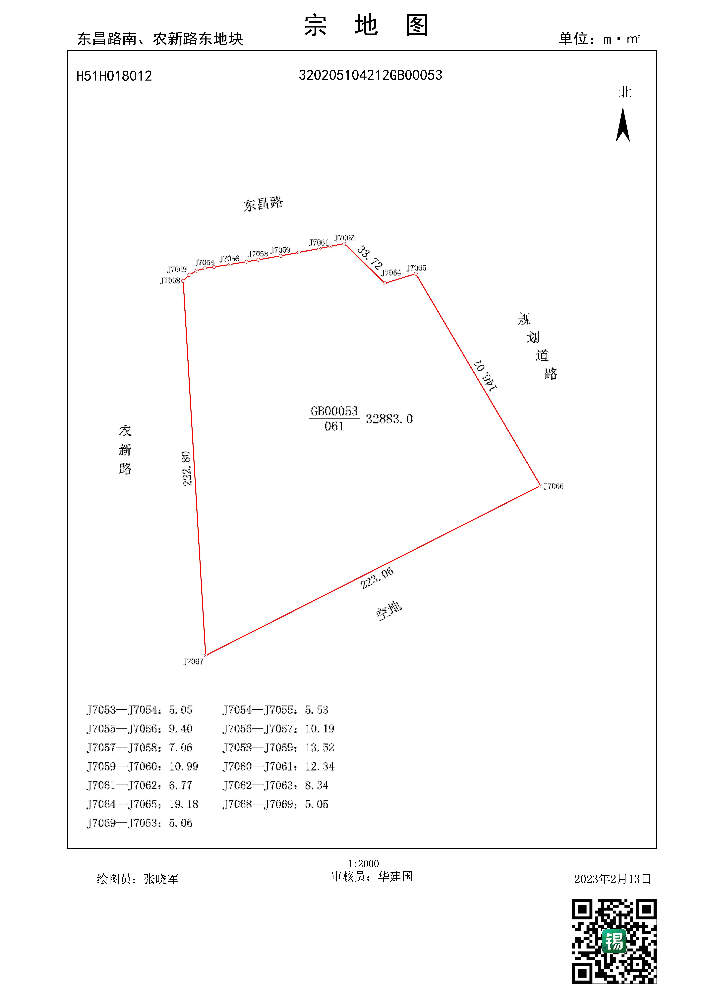 宗 地 图
东昌路南、农新路东地块
单位：m·㎡
H51H018012
320205104212GB00053
北
东昌路
J7063
J7061
J7059
J7058
J7056
J7054
J7069
J7068
33.72
J7064
J7065
规
划
道
路
146.07
GB00053
061
32883.0
农
新
路
222.80
J7066
223.06
空地
J7067
J7053—J7054：5.05
J7054—J7055：5.53
J7055—J7056：9.40
J7056—J7057：10.19
J7057—J7058：7.06
J7058—J7059：13.52
J7059—J7060：10.99
J7060—J7061：12.34
J7061—J7062：6.77
J7062—J7063：8.34
J7064—J7065：19.18
J7068—J7069：5.05
J7069—J7053：5.06
1:2000
绘图员：张晓军
审核员：华建国
2023年2月13日
锡